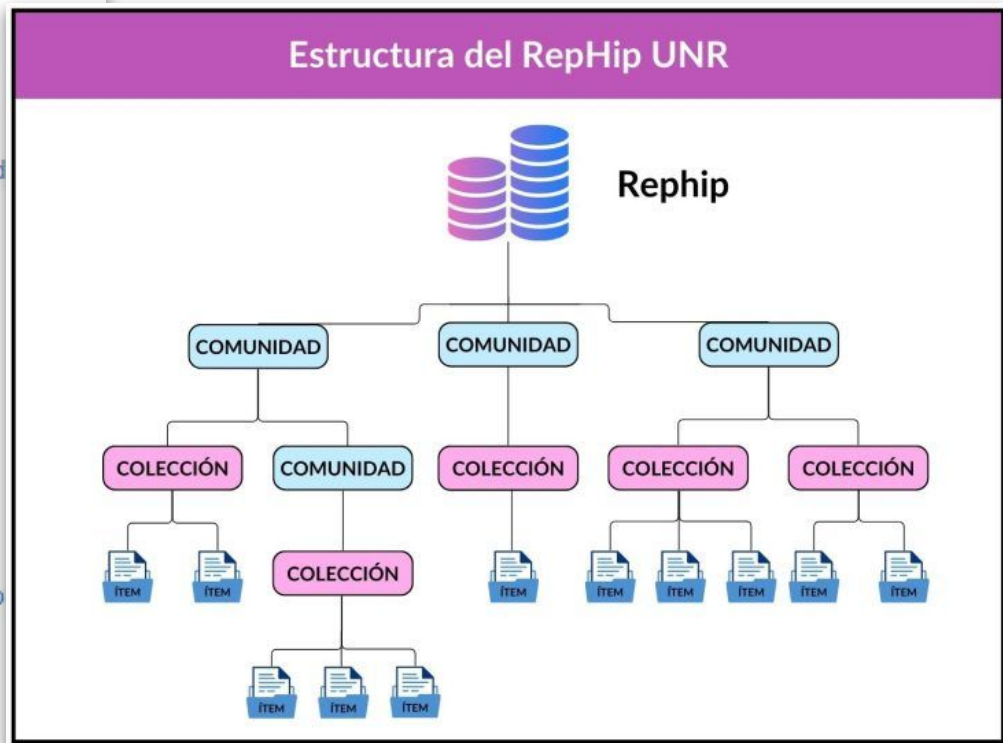 Estructura del RepHip UNR
Rephip
COMUNIDAD
COMUNIDAD
COMUNIDAD
COLECCIÓN
COMUNIDAD
COLECCIÓN
COLECCIÓN
COLECCIÓN
ÍTEM
ÍTEM
ÍTEM
ÍTEM
ÍTEM
ÍTEM
ÍTEM
ÍTEM
COLECCIÓN
ÍTEM
ÍTEM
ÍTEM